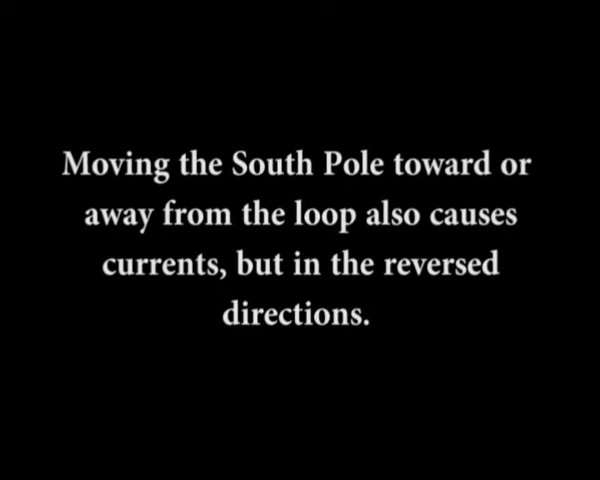 Moving the South Pole toward or
away from the loop also causes
currents, but in the reversed
directions.